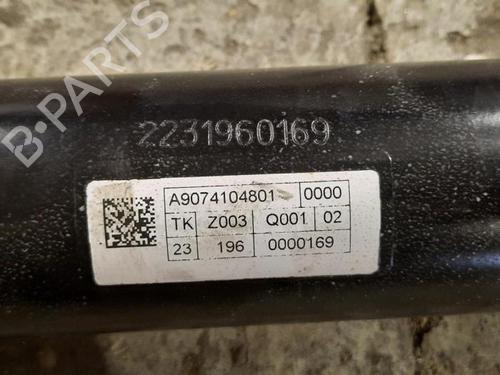 B-PARTS
2231960169
A9074104801 0000
TK Z003 Q001 02
23 196 0000169